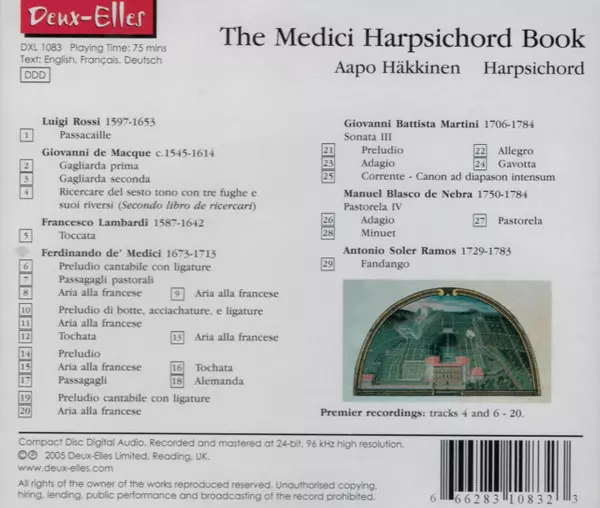 Deux-Elles
DXL 1083 Playing Time: 75 mins
Text: English, Français, Deutsch
DDD
The Medici Harpsichord Book
Aapo Häkkinen Harpsichord
Luigi Rossi 1597-1653
1 Passacaille
Giovanni de Macque c.1545-1614
2 Gagliarda prima
3 Gagliarda seconda
4 Ricercare del sesto tono con tre fughe e
suoi riversi (Secondo libro de ricercari)
Francesco Lambardi 1587-1642
5 Toccata
Ferdinando de' Medici 1673-1713
6 Preludio cantabile con ligature
7 Passagagli pastorali
8 Aria alla francese 9 Aria alla francese
10 Preludio di botte, acciachature, e ligature
11 Aria alla francese
12 Tochata 13 Aria alla francese
14 Preludio
15 Aria alla francese 16 Tochata
17 Passagagli 18 Alemanda
19 Preludio cantabile con ligature
20 Aria alla francese
Giovanni Battista Martini 1706-1784
Sonata III
21 Preludio 22 Allegro
23 Adagio 24 Gavotta
25 Corrente - Canon ad diapason intensum
Manuel Blasco de Nebra 1750-1784
Pastorela IV
26 Adagio 27 Pastorela
28 Minuet
Antonio Soler Ramos 1729-1783
29 Fandango
Premier recordings: tracks 4 and 6 - 20.
Compact Disc Digital Audio. Recorded and mastered at 24-bit, 96 kHz high resolution.
©℗ 2005 Deux-Elles Limited, Reading, UK.
www.deux-elles.com
All rights of the owner of the works reproduced reserved. Unauthorised copying,
hiring, lending, public performance and broadcasting of the record prohibited.
6 66283 10832 3